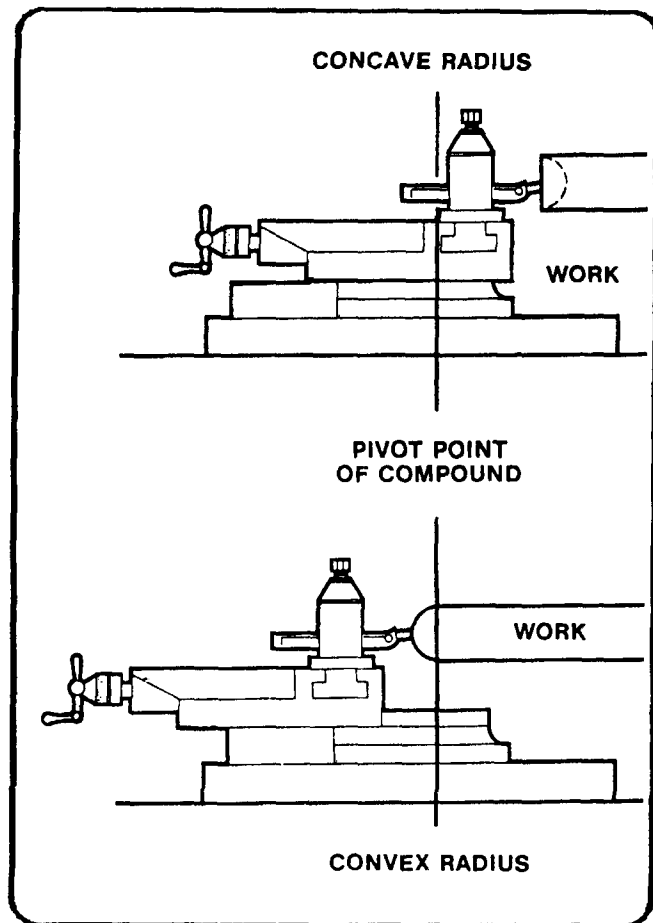 CONCAVE RADIUS
WORK
PIVOT POINT
OF COMPOUND
WORK
CONVEX RADIUS